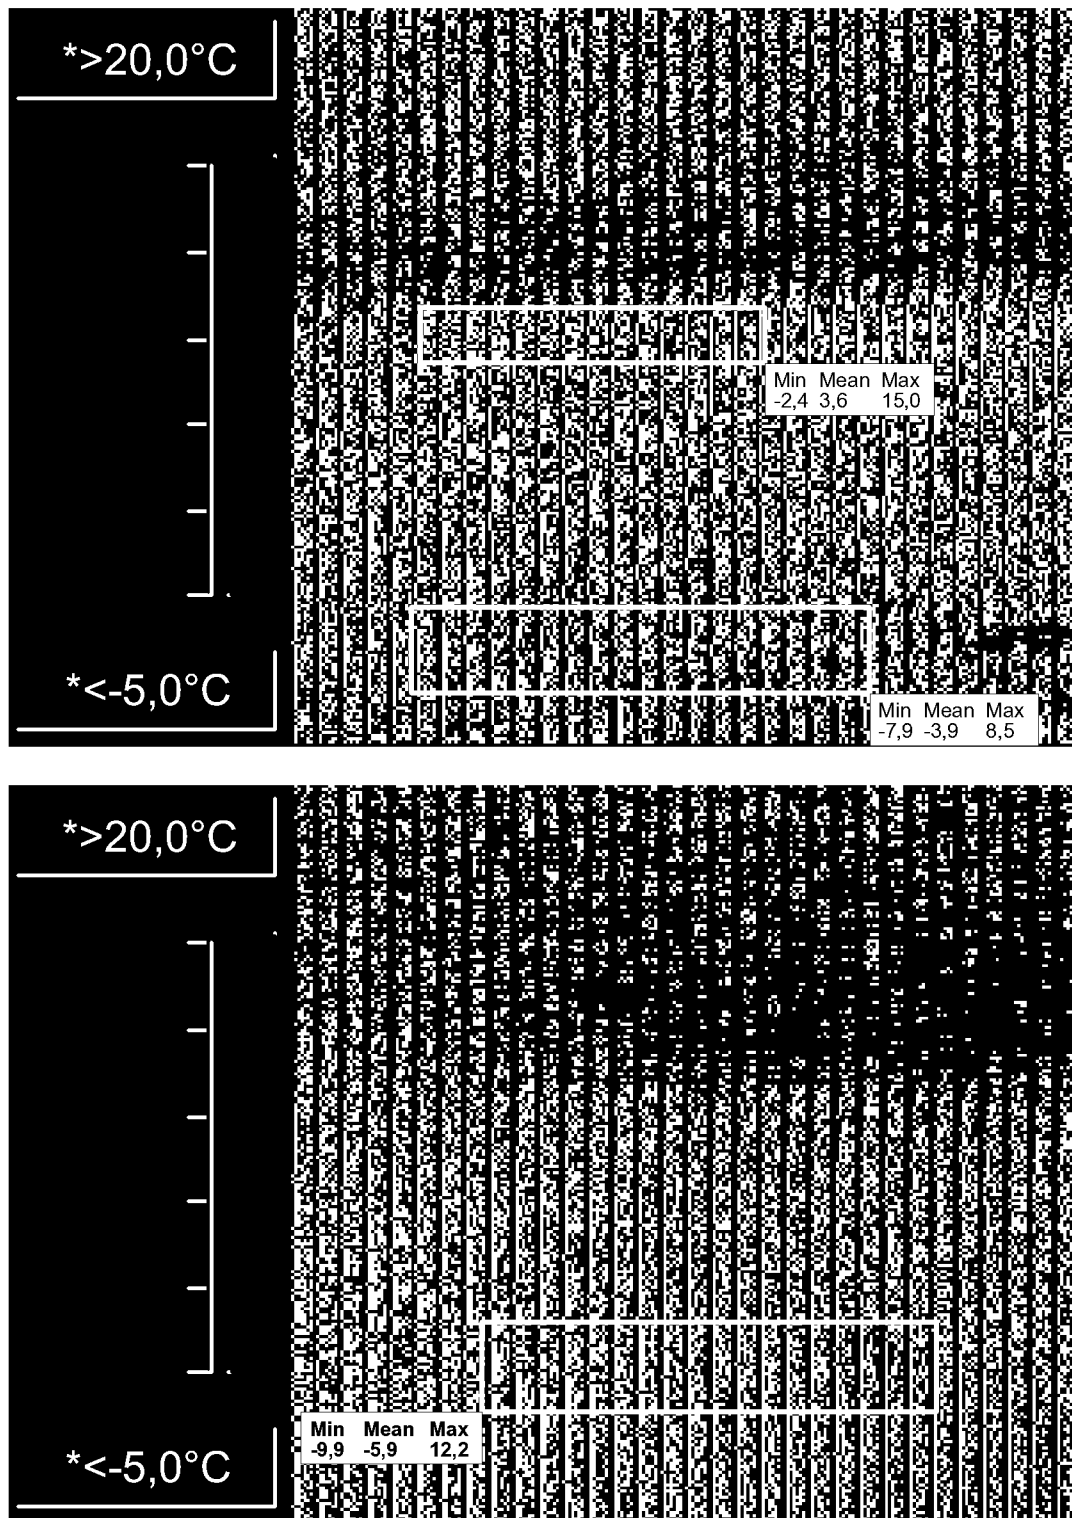 *>20,0°C
Min Mean Max
-2,4 3,6 15,0
*<-5,0°C
Min Mean Max
-7,9 -3,9 8,5
*>20,0°C
Min Mean Max
-9,9 -5,9 12,2
*<-5,0°C